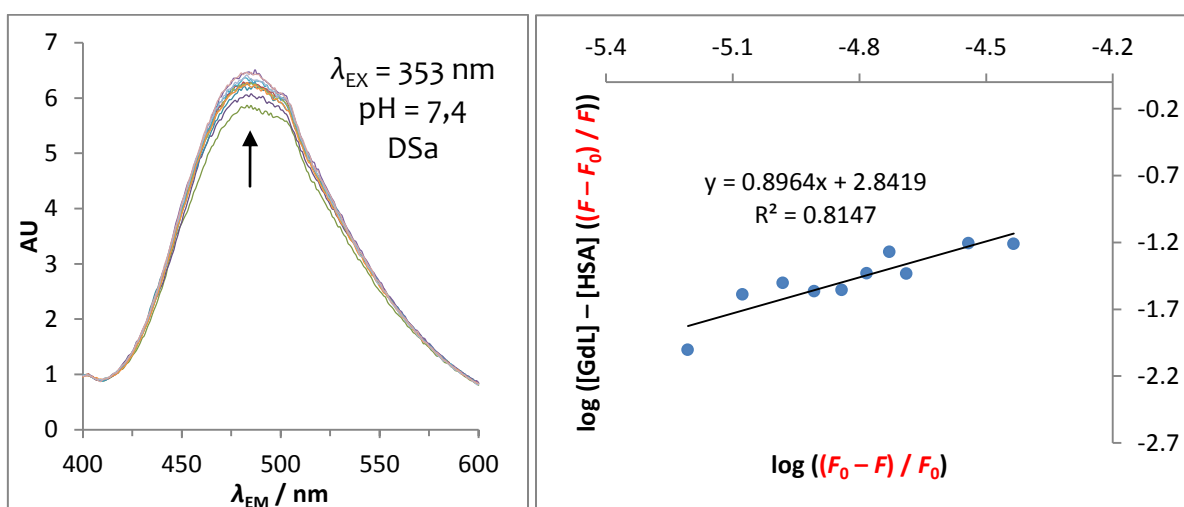 7
6
5
4
3
2
1
0
AU
λEX = 353 nm
pH = 7,4
DSa
400 450 500 550 600
λEM / nm
-5.4 -5.1 -4.8 -4.5 -4.2
-0.2
-0.7
-1.2
-1.7
-2.2
-2.7
y = 0.8964x + 2.8419
R² = 0.8147
log ([GdL] – [HSA] ((F – F0) / F))
log ((F0 – F) / F0)